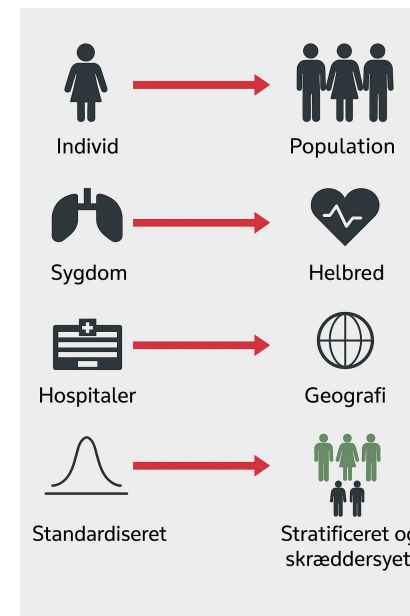 Individ
Population
Sygdom
Helbred
Hospitaler
Geografi
Standardiseret
Stratificeret og
skræddersyet